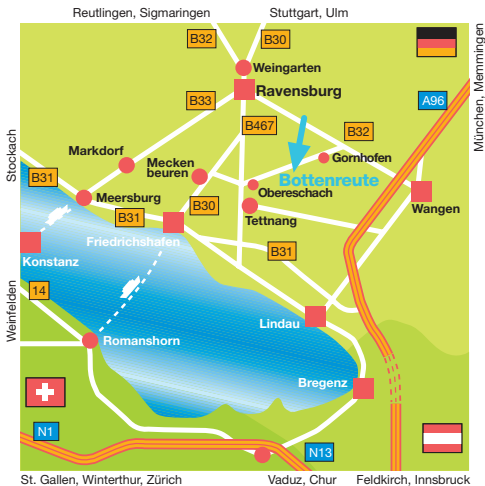 Reutlingen, Sigmaringen
Stuttgart, Ulm
B32
B30
Weingarten
Ravensburg
A96
München, Memmingen
B33
B467
B32
Markdorf
Mecken
beuren
Gornhofen
Stockach
B31
Bottenreute
Obereschach
Meersburg
B30
Wangen
B31
Tettnang
Friedrichshafen
B31
Konstanz
14
Weinfelden
Lindau
Romanshorn
Bregenz
N1
N13
St. Gallen, Winterthur, Zürich
Vaduz, Chur
Feldkirch, Innsbruck